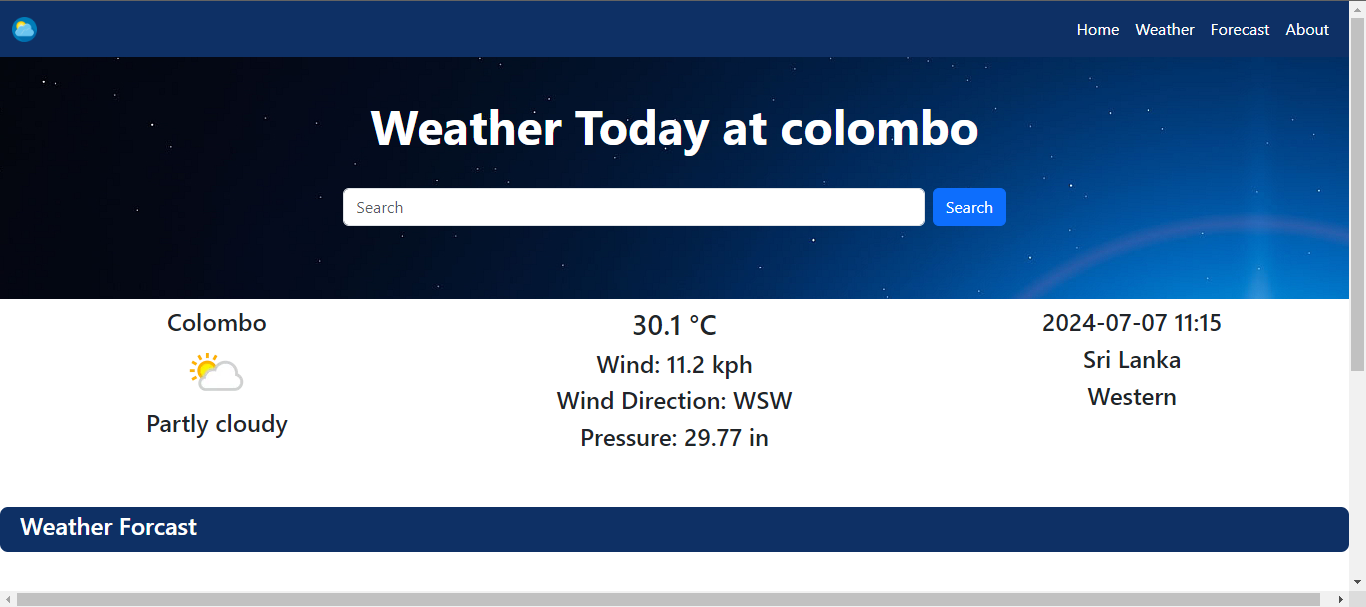 Home Weather Forecast About
Weather Today at colombo
Search Search
Colombo
Partly cloudy
30.1 °C
Wind: 11.2 kph
Wind Direction: WSW
Pressure: 29.77 in
2024-07-07 11:15
Sri Lanka
Western
Weather Forcast